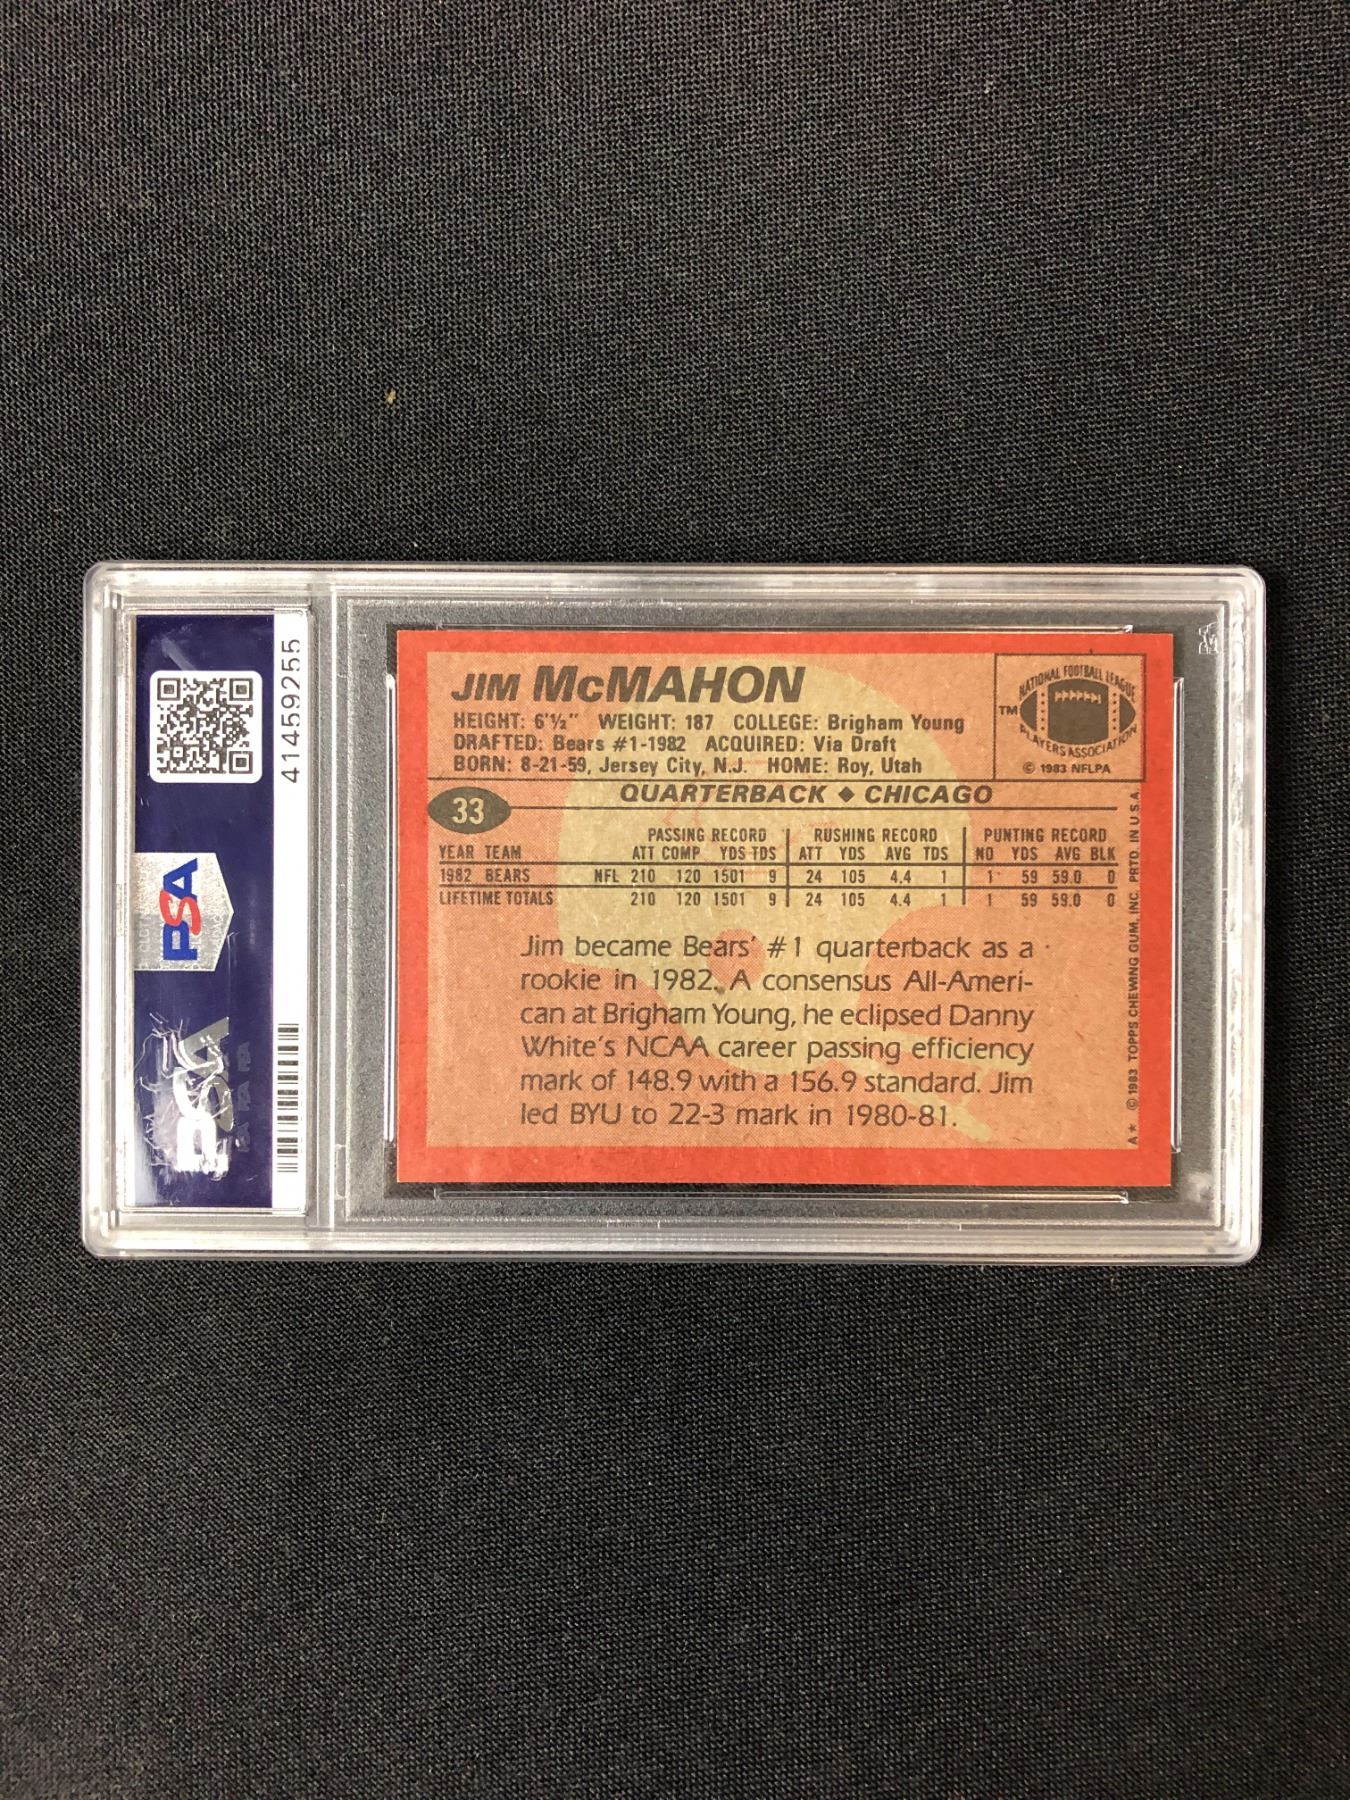 41459255
PSA
JIM McMAHON
HEIGHT: 6'½" WEIGHT: 187 COLLEGE: Brigham Young
DRAFTED: Bears #1-1982 ACQUIRED: Via Draft
BORN: 8-21-59, Jersey City, N.J. HOME: Roy, Utah
NATIONAL FOOTBALL LEAGUE
TM
PLAYERS ASSOCIATION
© 1983 NFLPA
QUARTERBACK ◆ CHICAGO
33
PASSING RECORD RUSHING RECORD PUNTING RECORD
YEAR TEAM ATT COMP YDS TDS ATT YDS AVG TDS NO YDS AVG BLK
1982 BEARS NFL 210 120 1501 9 24 105 4.4 1 1 59 59.0 0
LIFETIME TOTALS 210 120 1501 9 24 105 4.4 1 1 59 59.0 0
Jim became Bears' #1 quarterback as a
rookie in 1982. A consensus All-Ameri-
can at Brigham Young, he eclipsed Danny
White's NCAA career passing efficiency
mark of 148.9 with a 156.9 standard. Jim
led BYU to 22-3 mark in 1980-81.
A* © 1983 TOPPS CHEWING GUM, INC. PRTD. IN U.S.A.